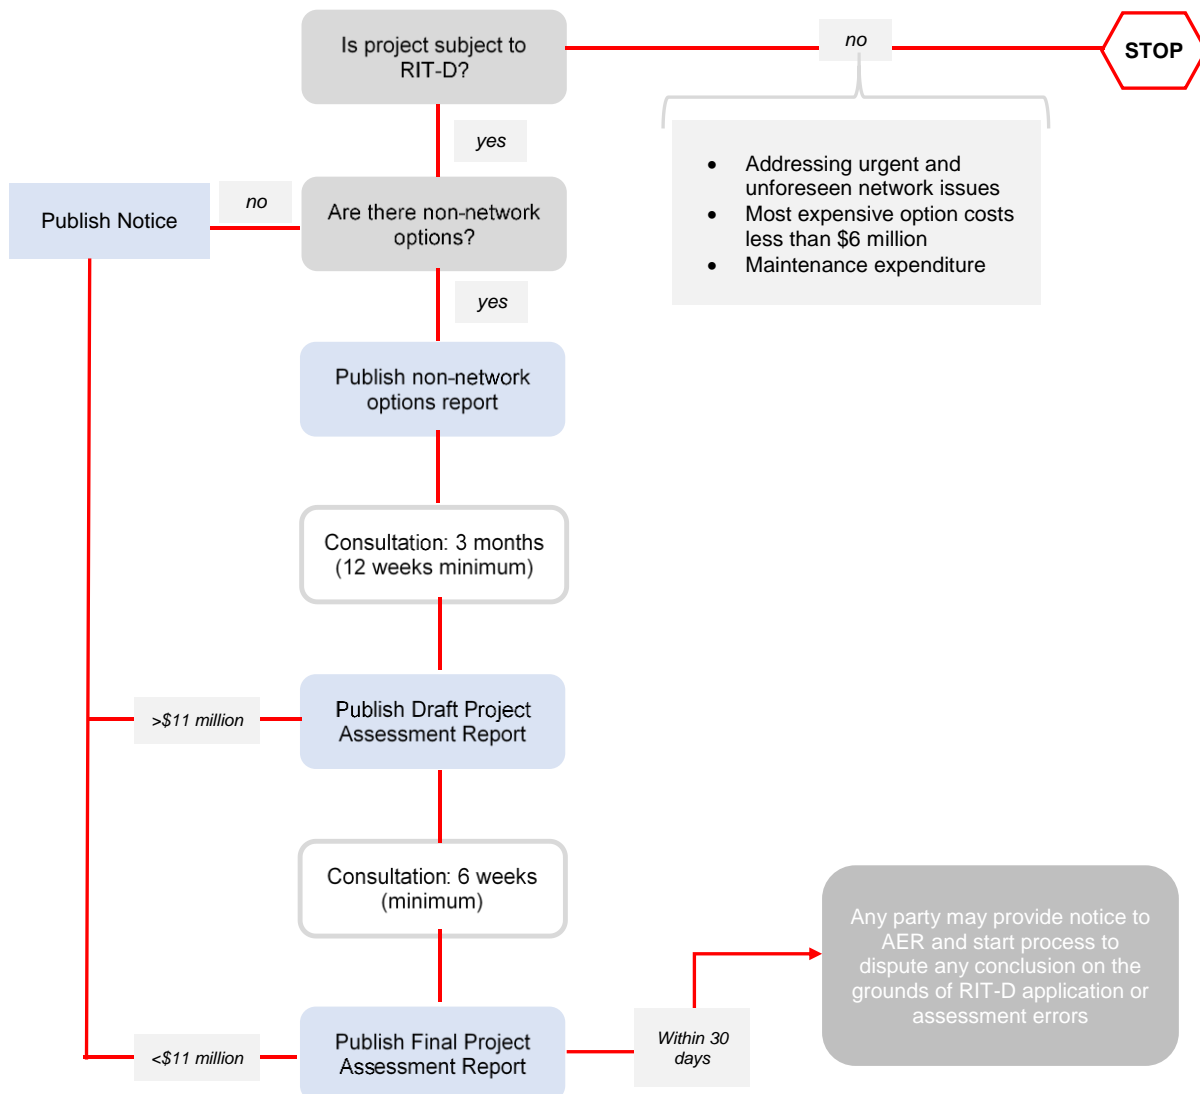 Is project subject to
RIT-D?
no
STOP
yes
• Addressing urgent and
unforeseen network issues
• Most expensive option costs
less than $6 million
• Maintenance expenditure
Publish Notice
no
Are there non-network
options?
yes
Publish non-network
options report
Consultation: 3 months
(12 weeks minimum)
>$11 million
Publish Draft Project
Assessment Report
Consultation: 6 weeks
(minimum)
Any party may provide notice to
AER and start process to
dispute any conclusion on the
grounds of RIT-D application or
assessment errors
<$11 million
Publish Final Project
Assessment Report
Within 30
days